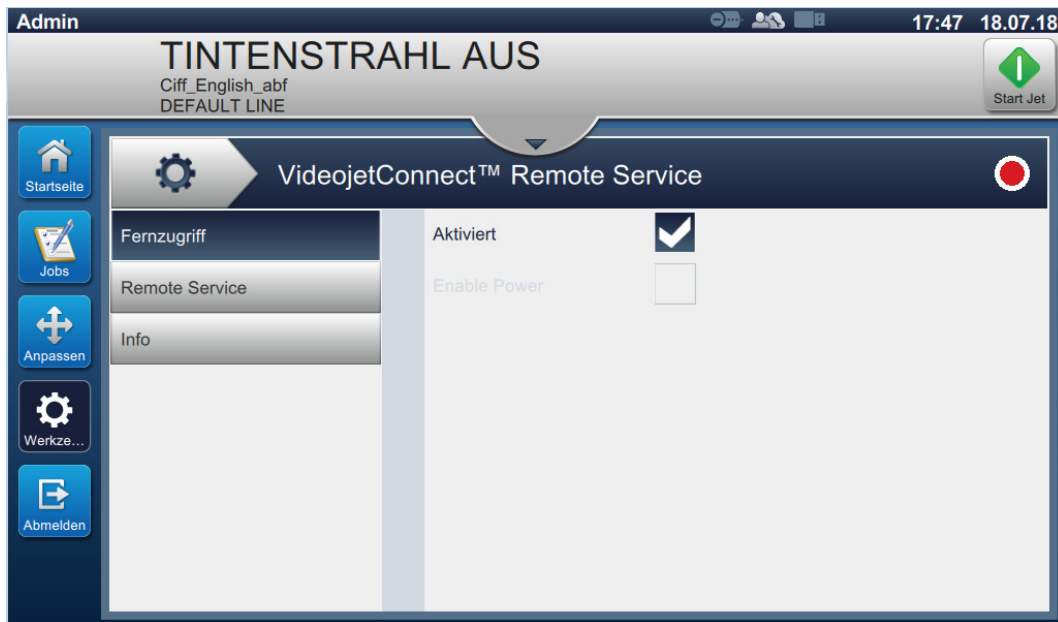 Admin
17:47 18.07.18
TINTENSTRAHL AUS
Ciff_English_abf
DEFAULT LINE
Start Jet
Startseite
Jobs
Anpassen
Werkze...
Abmelden
VideojetConnect™ Remote Service
Fernzugriff
Remote Service
Info
Aktiviert
Enable Power